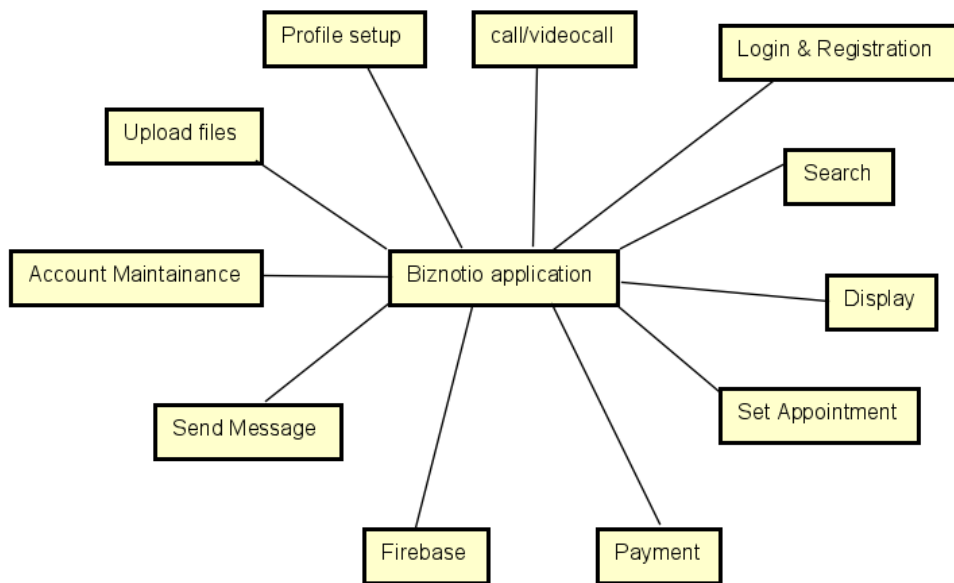 Profile setup
call/videocall
Login & Registration
Upload files
Search
Account Maintainance
Biznotio application
Display
Set Appointment
Send Message
Firebase
Payment